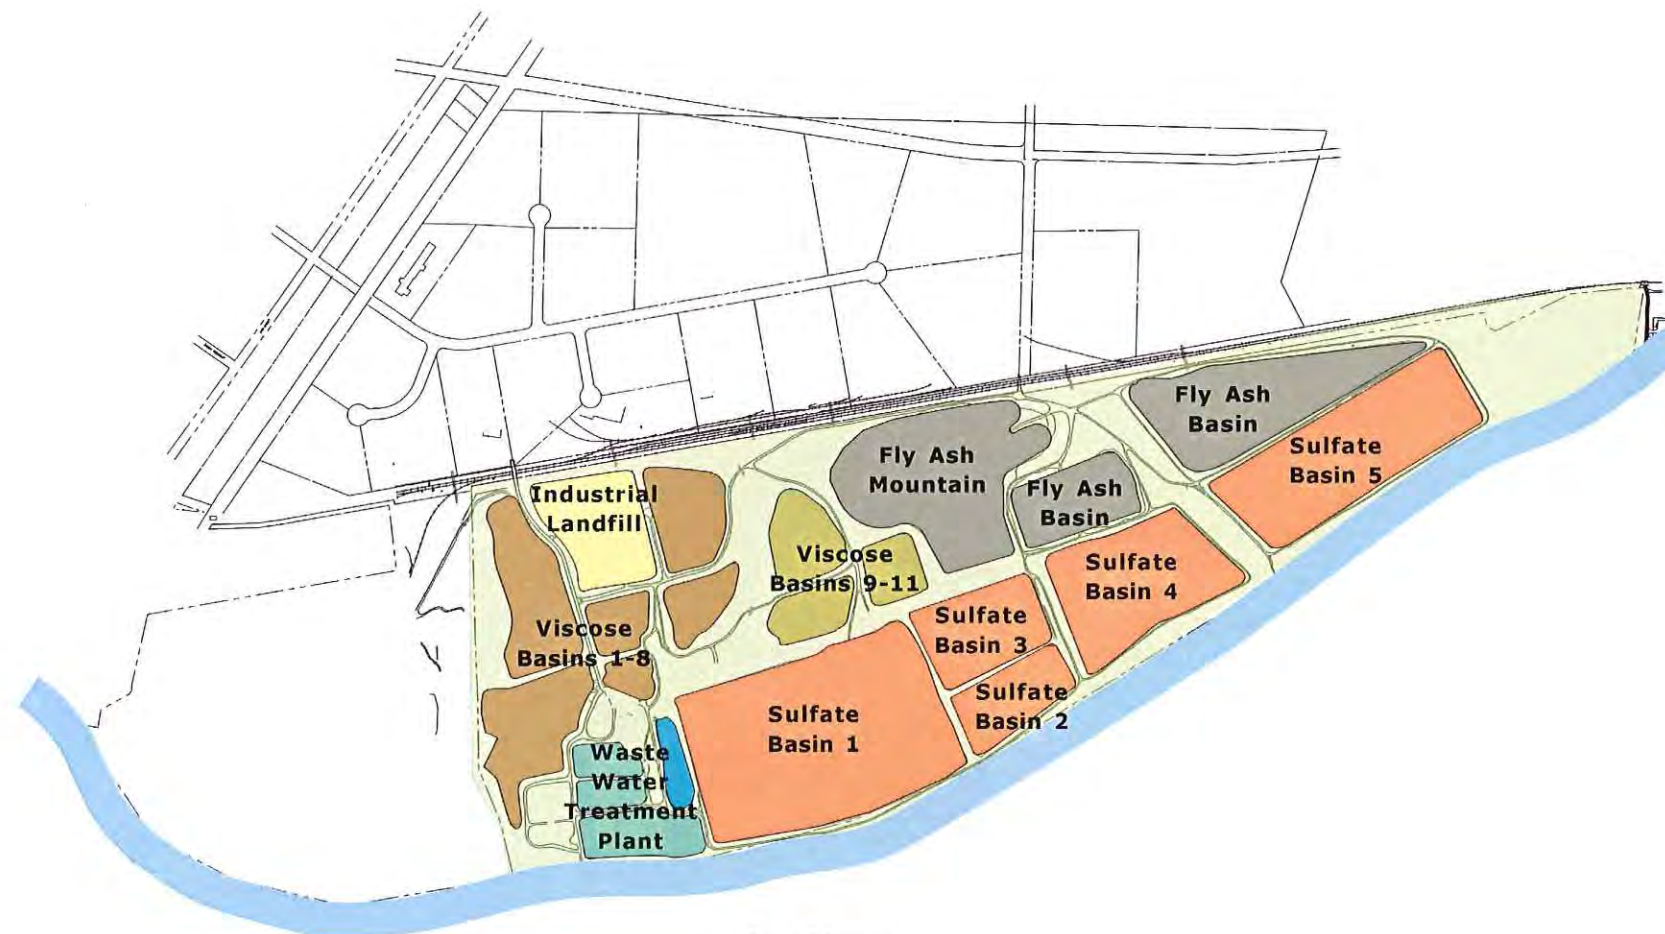 Fly Ash
Basin
Sulfate
Basin 5
Fly Ash
Mountain
Fly Ash
Basin
Industrial
Landfill
Viscose
Basins 9-11
Sulfate
Basin 4
Sulfate
Basin 3
Viscose
Basins 1-8
Sulfate
Basin 2
Sulfate
Basin 1
Waste
Water
Treatment
Plant